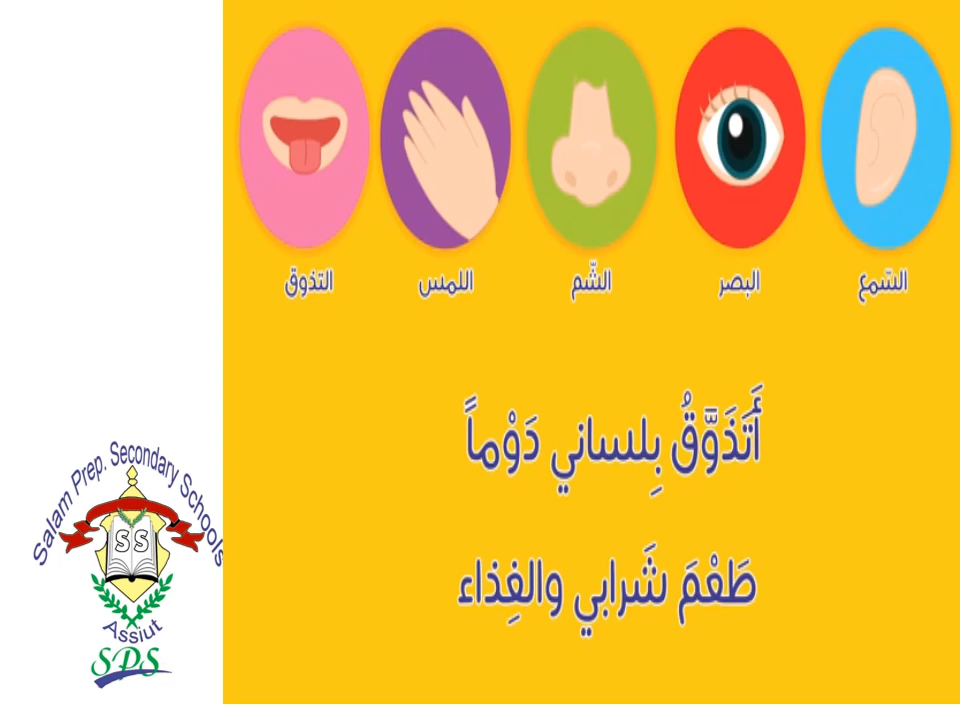 السّمع البصر الشّم اللمس التذوق
أَتَذَوَّقُ بِلساني دَوْماً
طَعْمَ شَرابي والغِذاء
Salam Prep. Secondary Schools
SS
Assiut
SPS